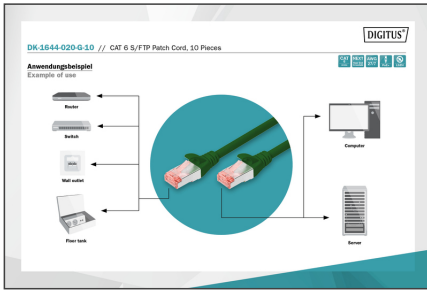 DIGITUS®
DK-1644-020-G-10 // CAT 6 S/FTP Patch Cord, 10 Pieces
Anwendungsbeispiel
Example of use
Router
Switch
Wall outlet
Floor tank
Computer
Server